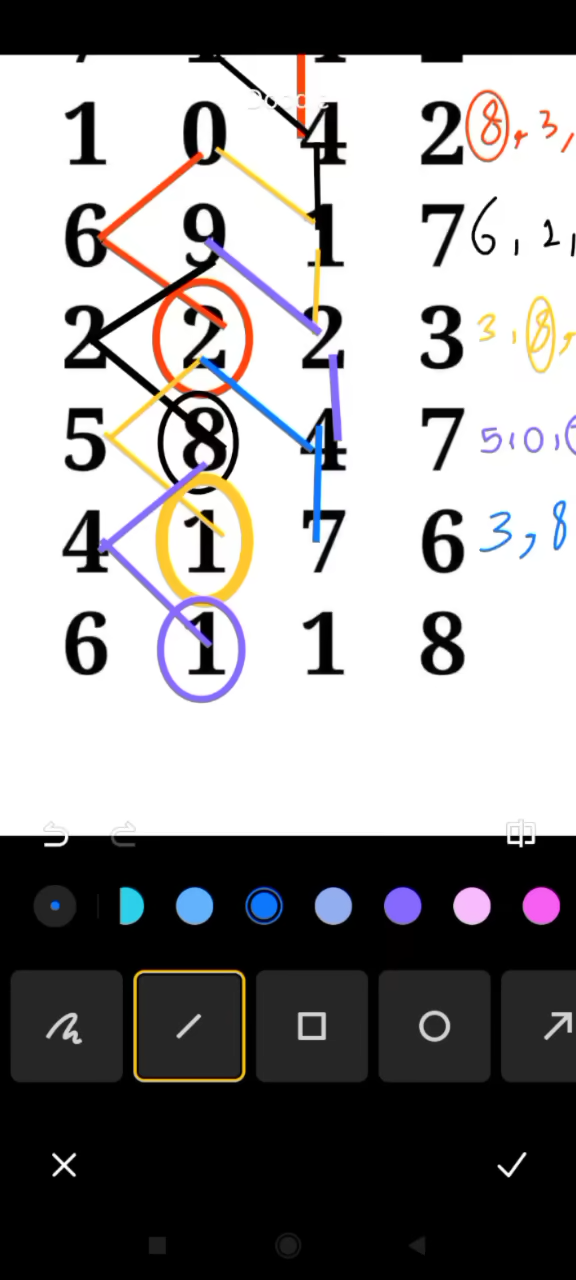 1 0 4 2 8, 3,
6 9 1 7 6, 2,
2 2 2 3 3, 8,
5 8 4 7 5, 0,
4 1 7 6 3, 8
6 1 1 8